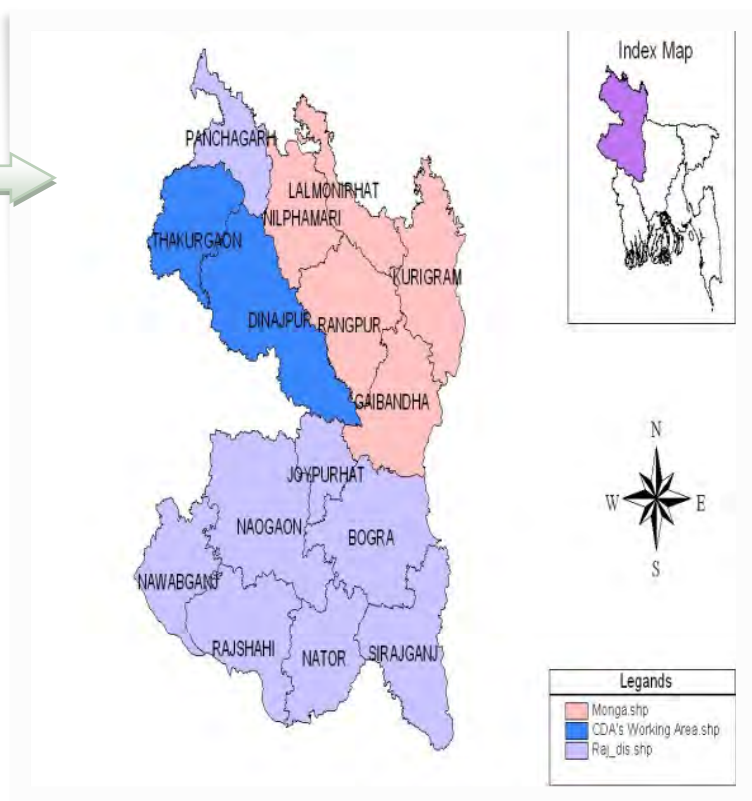 Index Map
PANCHAGARH
LALMONIRHAT
NILPHAMARI
THAKURGAON
KURIGRAM
DINAJPUR
RANGPUR
GAIBANDHA
JOYPURHAT
NAOGAON
BOGRA
NAWABGANJ
RAJSHAHI
NATOR
SIRAJGANJ
N
W
E
S
Legands
Monga.shp
CDA's Working Area.shp
Raj_dis.shp